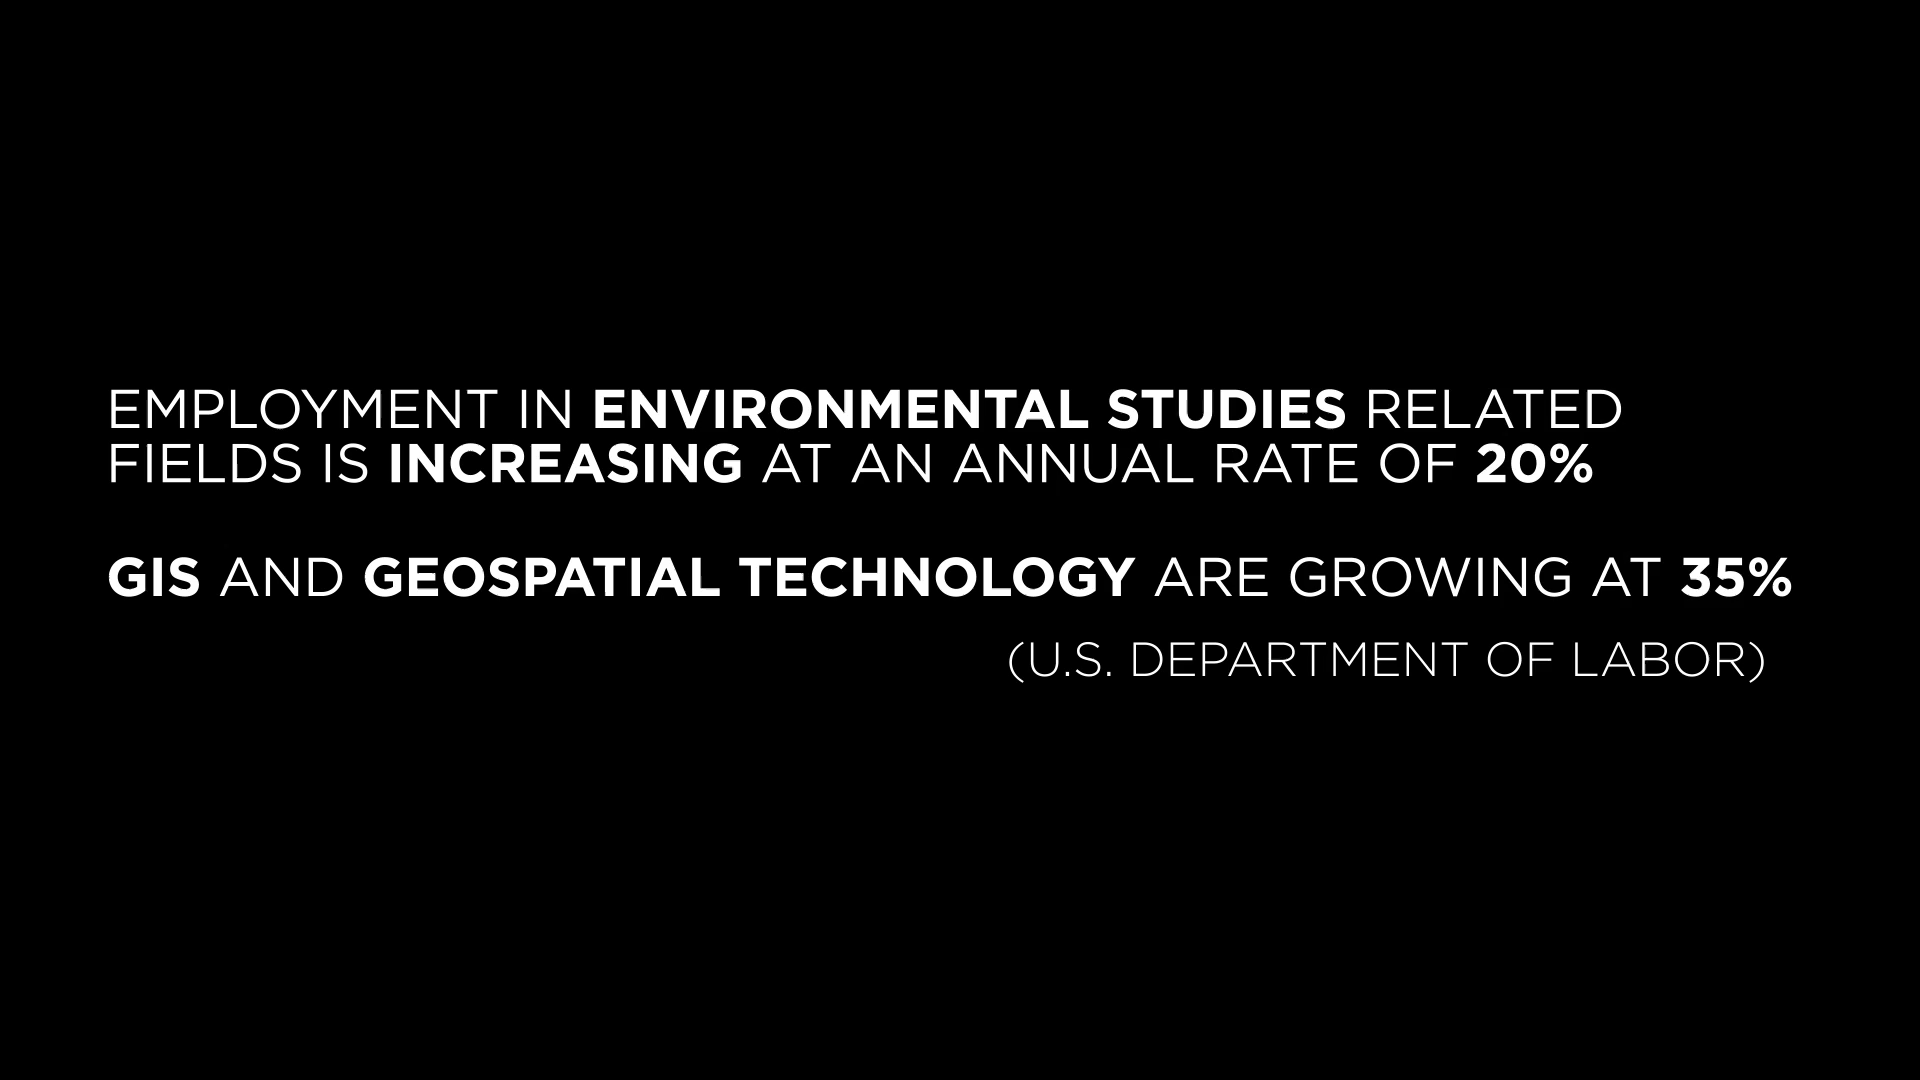 EMPLOYMENT IN ENVIRONMENTAL STUDIES RELATED
FIELDS IS INCREASING AT AN ANNUAL RATE OF 20%
GIS AND GEOSPATIAL TECHNOLOGY ARE GROWING AT 35%
(U.S. DEPARTMENT OF LABOR)